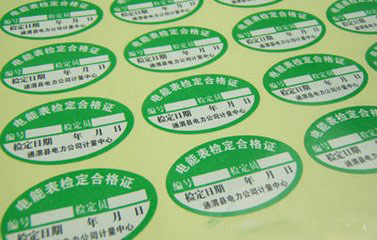 电能表检定合格证
编号 检定员
检定日期 年 月 日
通渭县电力公司计量中心